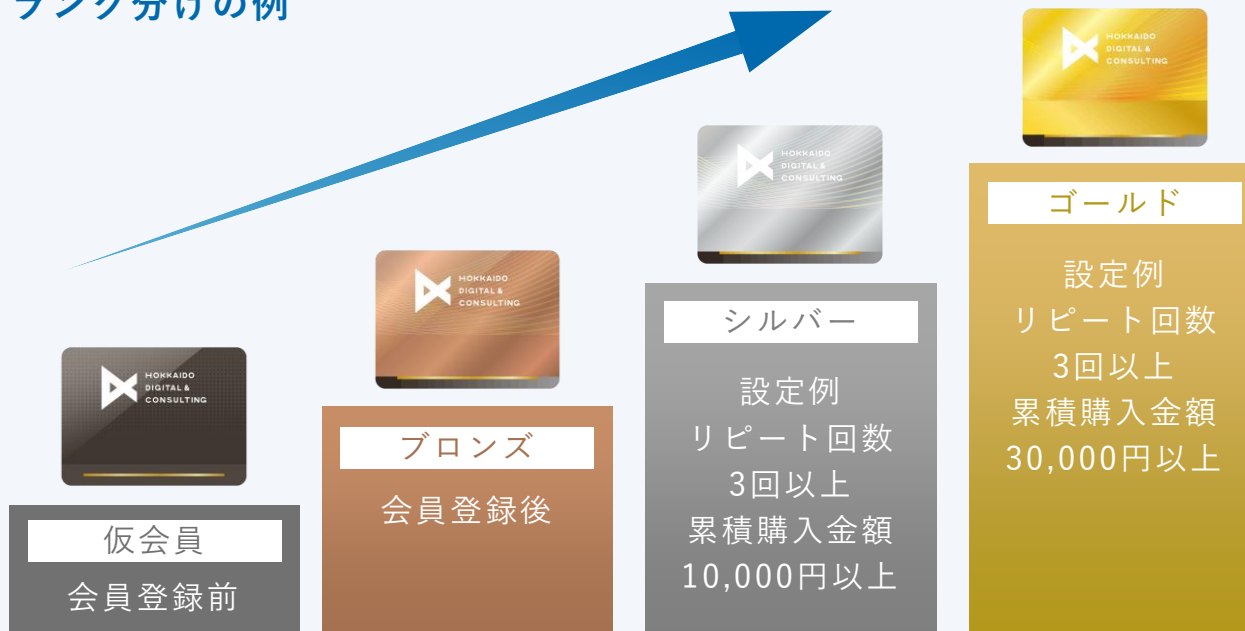 ランク分けの例
HOKKAIDO
DIGITAL &
CONSULTING
仮会員
会員登録前
HOKKAIDO
DIGITAL &
CONSULTING
ブロンズ
会員登録後
HOKKAIDO
DIGITAL &
CONSULTING
シルバー
設定例
リピート回数
3回以上
累積購入金額
10,000円以上
HOKKAIDO
DIGITAL &
CONSULTING
ゴールド
設定例
リピート回数
3回以上
累積購入金額
30,000円以上